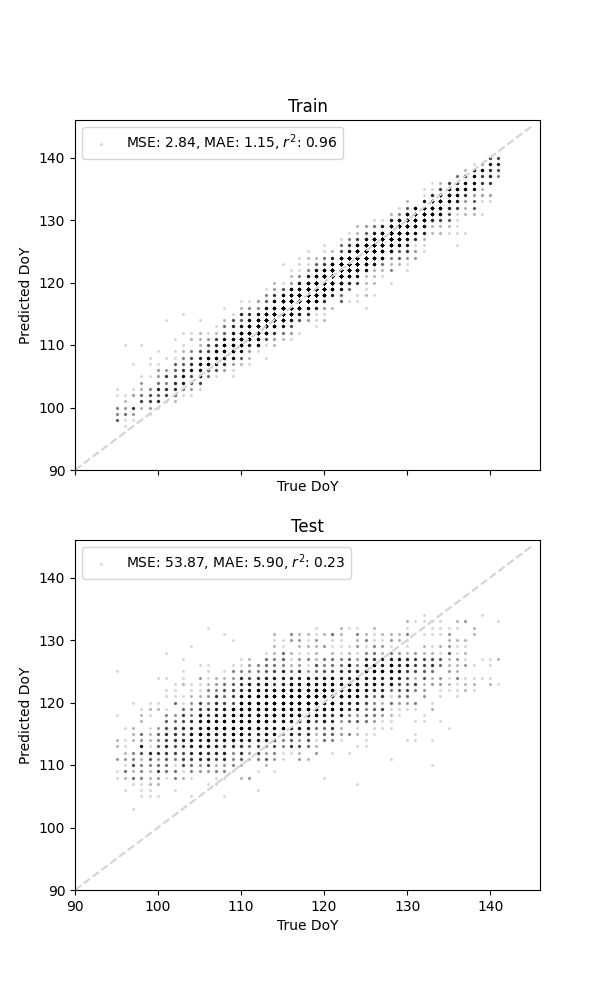 Train
MSE: 2.84, MAE: 1.15, r²: 0.96
140
130
120
110
100
90
Predicted DoY
True DoY
Test
MSE: 53.87, MAE: 5.90, r²: 0.23
140
130
120
110
100
90
Predicted DoY
90 100 110 120 130 140
True DoY